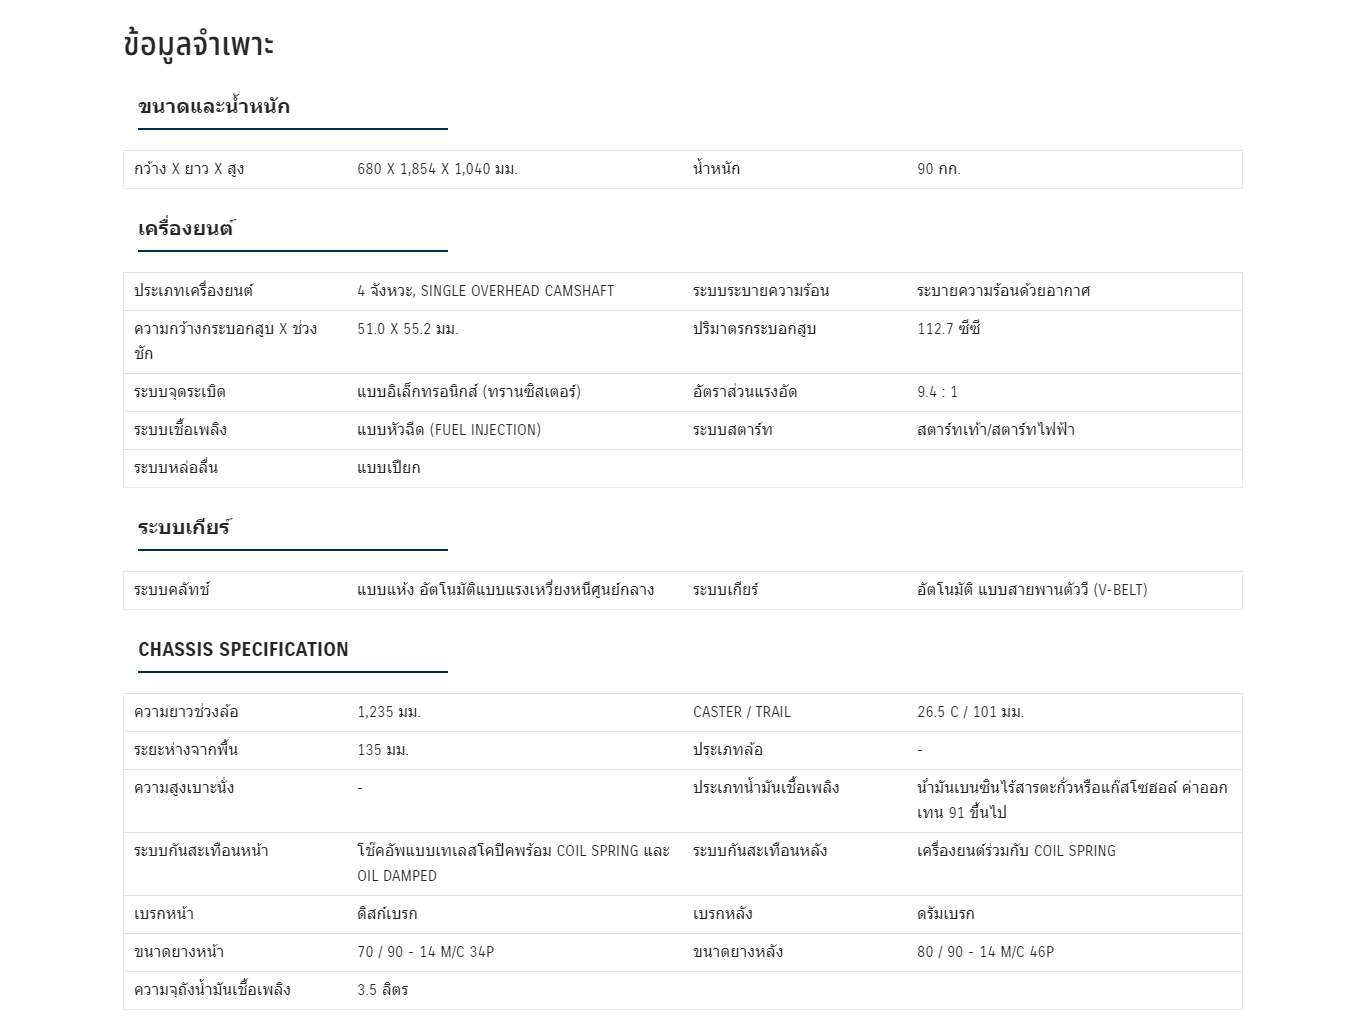 ข้อมูลจำเพาะ
ขนาดและน้ำหนัก
กว้าง X ยาว X สูง 680 X 1,854 X 1,040 มม. น้ำหนัก 90 กก.
เครื่องยนต์
ประเภทเครื่องยนต์ 4 จังหวะ, SINGLE OVERHEAD CAMSHAFT ระบบระบายความร้อน ระบายความร้อนด้วยอากาศ
ความกว้างกระบอกสูบ X ช่วง 51.0 X 55.2 มม. ปริมาตรกระบอกสูบ 112.7 ซีซี
ชัก
ระบบจุดระเบิด แบบอิเล็กทรอนิกส์ (ทรานซิสเตอร์) อัตราส่วนแรงอัด 9.4 : 1
ระบบเชื้อเพลิง แบบหัวฉีด (FUEL INJECTION) ระบบสตาร์ท สตาร์ทเท้า/สตาร์ทไฟฟ้า
ระบบหล่อลื่น แบบเปียก
ระบบเกียร์
ระบบคลัทช์ แบบแห้ง อัตโนมัติแบบแรงเหวี่ยงหนีศูนย์กลาง ระบบเกียร์ อัตโนมัติ แบบสายพานตัววี (V-BELT)
CHASSIS SPECIFICATION
ความยาวช่วงล้อ 1,235 มม. CASTER / TRAIL 26.5 C / 101 มม.
ระยะห่างจากพื้น 135 มม. ประเภทล้อ -
ความสูงเบาะนั่ง - ประเภทน้ำมันเชื้อเพลิง น้ำมันเบนซินไร้สารตะกั่วหรือแก๊สโซฮอล์ ค่าออก
เทน 91 ขึ้นไป
ระบบกันสะเทือนหน้า โช๊คอัพแบบเทเลสโคปิคพร้อม COIL SPRING และ ระบบกันสะเทือนหลัง เครื่องยนต์ร่วมกับ COIL SPRING
OIL DAMPED
เบรกหน้า ดิสก์เบรก เบรกหลัง ดรัมเบรก
ขนาดยางหน้า 70 / 90 - 14 M/C 34P ขนาดยางหลัง 80 / 90 - 14 M/C 46P
ความจุถังน้ำมันเชื้อเพลิง 3.5 ลิตร